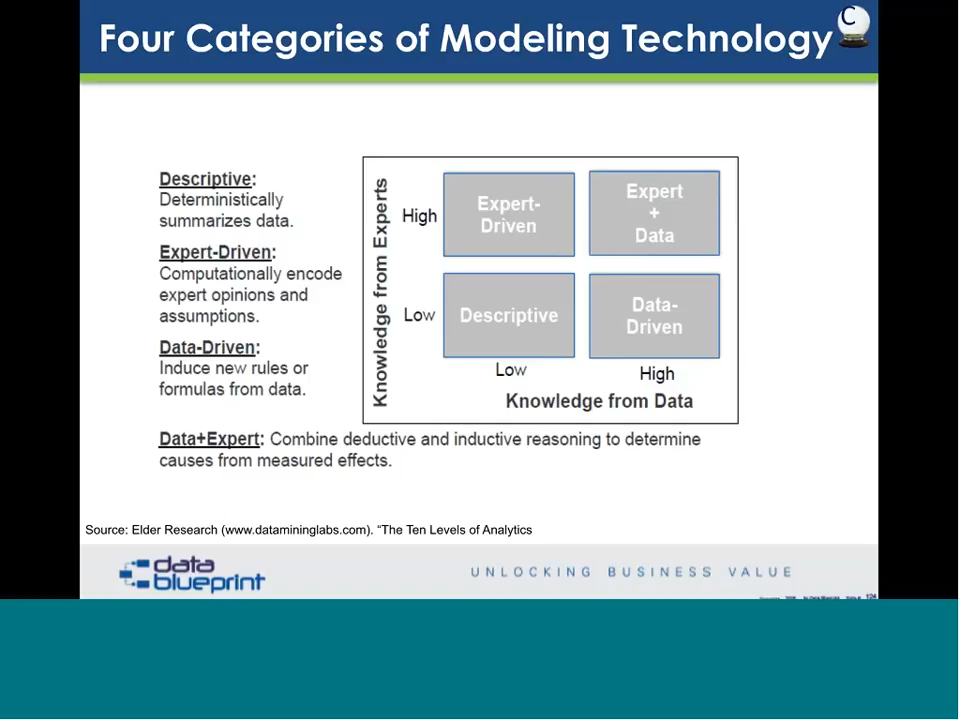 Four Categories of Modeling Technology
C
Descriptive:
Deterministically
summarizes data.
Expert-Driven:
Computationally encode
expert opinions and
assumptions.
Data-Driven:
Induce new rules or
formulas from data.
Knowledge from Experts
High
Low
Expert-
Driven
Expert
+
Data
Descriptive
Data-
Driven
Low
High
Knowledge from Data
Data+Expert: Combine deductive and inductive reasoning to determine
causes from measured effects.
Source: Elder Research (www.datamininglabs.com). “The Ten Levels of Analytics
data
blueprint
UNLOCKING BUSINESS VALUE
124